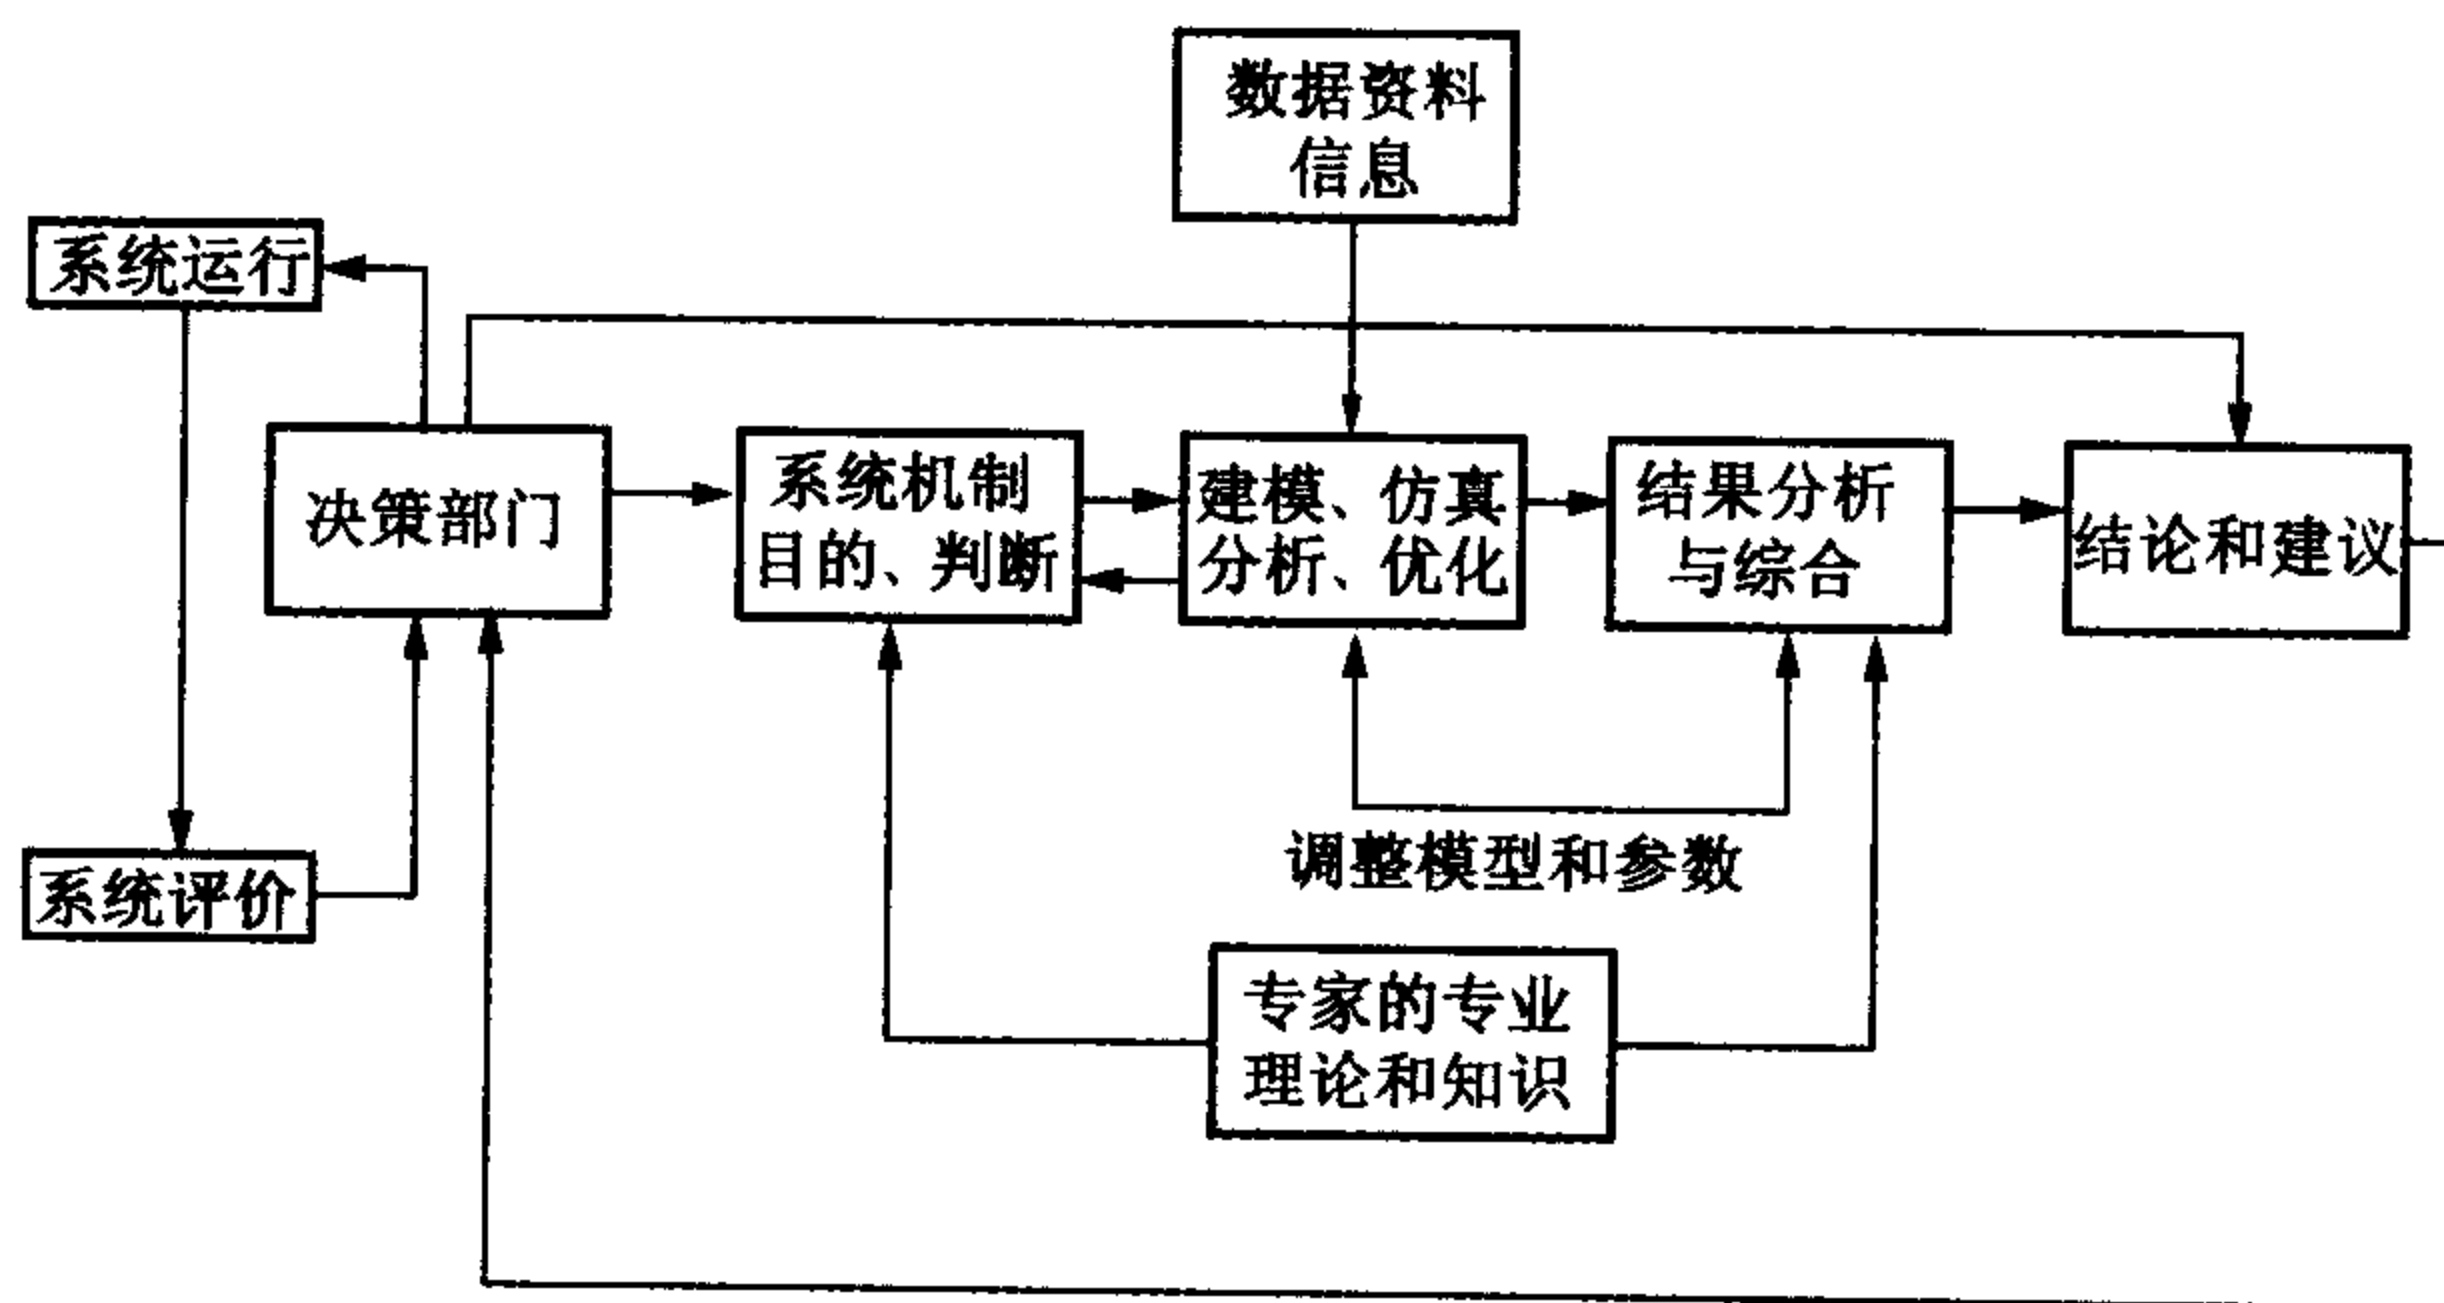 数据资料
信息
系统运行
决策部门
系统机制
目的、判断
建模、仿真
分析、优化
结果分析
与综合
结论和建议
调整模型和参数
系统评价
专家的专业
理论和知识